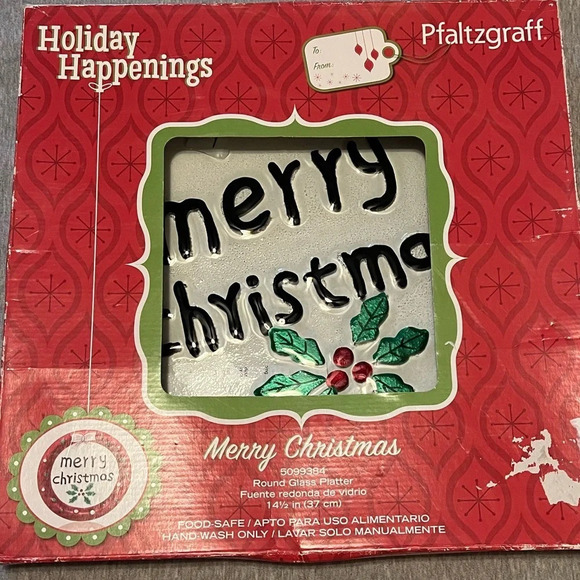 Holiday
Happenings
To:
From:
Pfaltzgraff
merry
christma
merry
christmas
Merry Christmas
5099384
Round Glass Platter
Fuente redonda de vidrio
14½ in (37 cm)
FOOD-SAFE / APTO PARA USO ALIMENTARIO
HAND-WASH ONLY / LAVAR SOLO MANUALMENTE